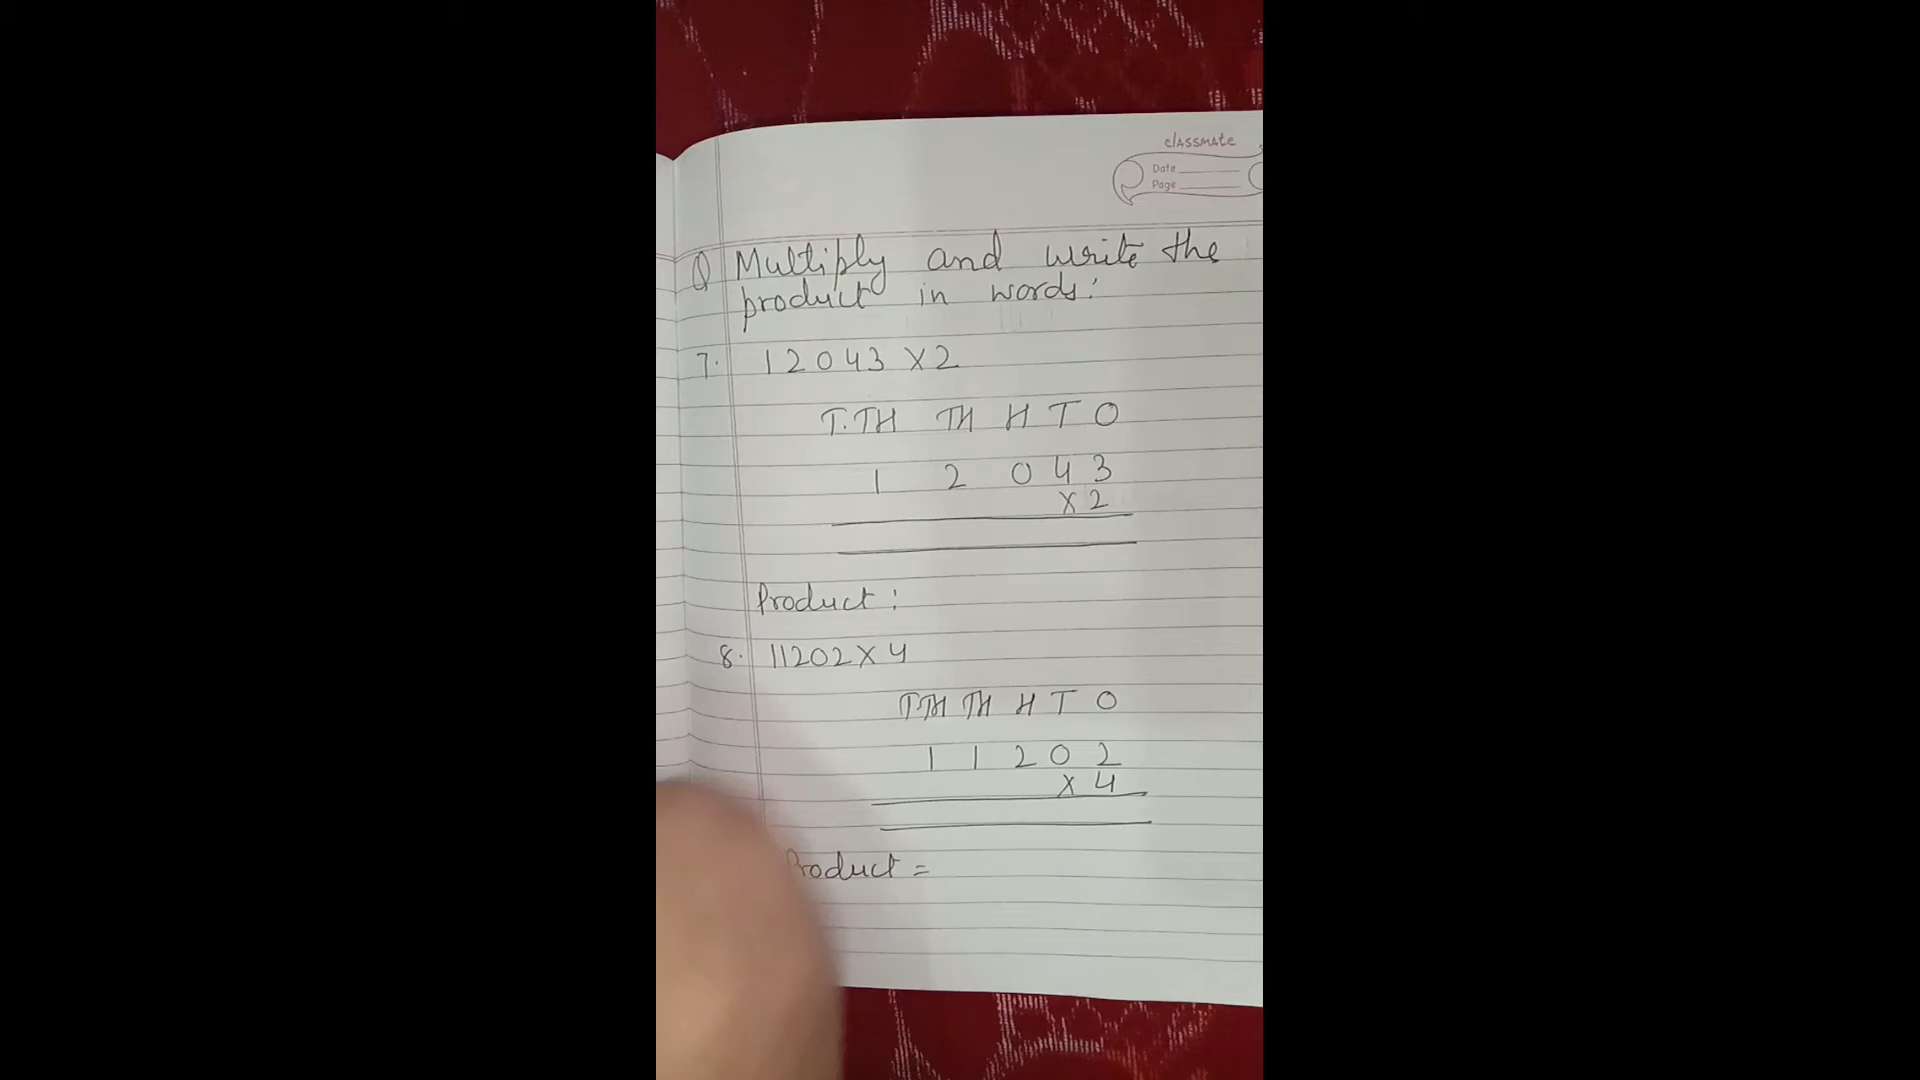 classmate
Date
Page
Q Multiply and write the
product in words:
7. 12043 X 2
T.TH TH H T O
1 2 0 4 3
X 2
Product :
8. 11202 X 4
T.TH TH H T O
1 1 2 0 2
X 4
Product =